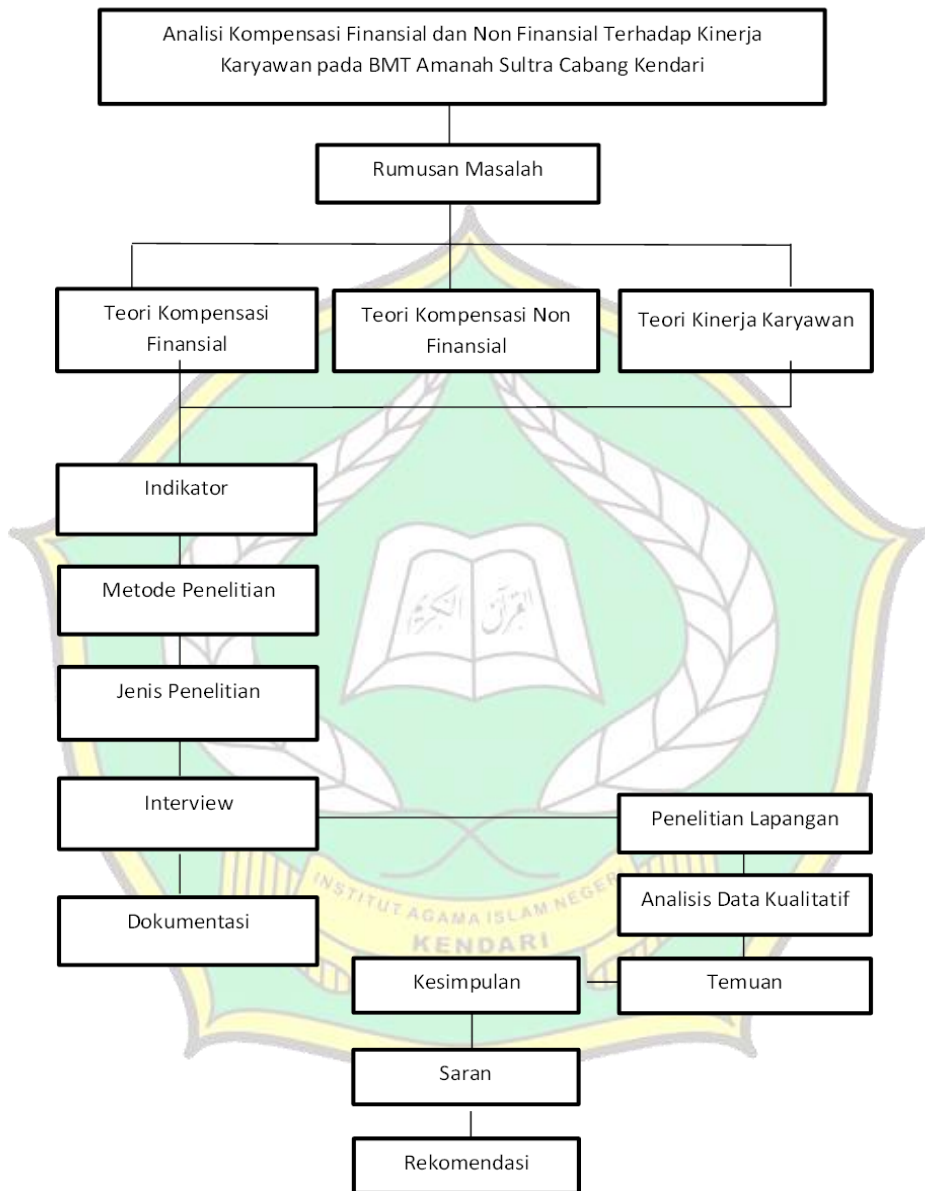 Analisi Kompensasi Finansial dan Non Finansial Terhadap Kinerja
Karyawan pada BMT Amanah Sultra Cabang Kendari
Rumusan Masalah
Teori Kompensasi
Finansial
Teori Kompensasi Non
Finansial
Teori Kinerja Karyawan
Indikator
Metode Penelitian
Jenis Penelitian
Interview
Penelitian Lapangan
Dokumentasi
Analisis Data Kualitatif
Kesimpulan
Temuan
Saran
Rekomendasi
القرآن الكريم
INSTITUT AGAMA ISLAM NEGERI
KENDARI